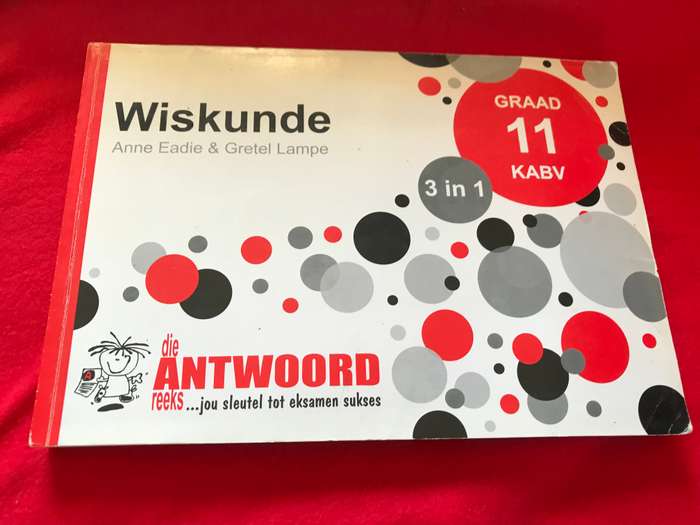 Wiskunde
Anne Eadie & Gretel Lampe
GRAAD
11
KABV
3 in 1
die
ANTWOORD
reeks ...jou sleutel tot eksamen sukses